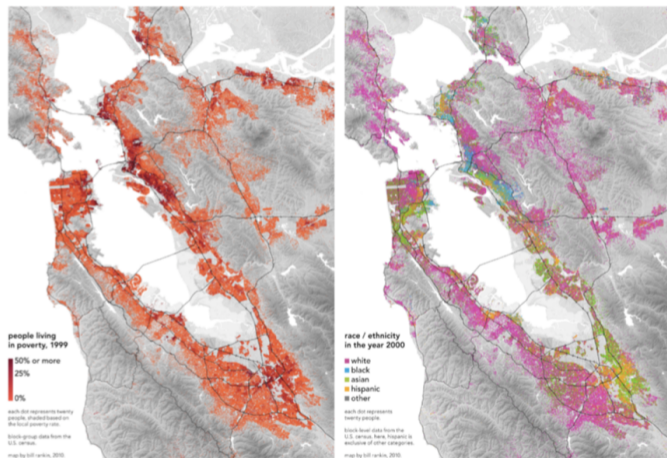 people living
in poverty, 1999
50% or more
25%
0%
each dot represents twenty
people, shaded based on
the local poverty rate.
block-group data from the
U.S. census.
map by bill rankin, 2010.
race / ethnicity
in the year 2000
white
black
asian
hispanic
other
each dot represents
twenty people.
block-level data from the
U.S. census. here, hispanic is
exclusive of other categories.
map by bill rankin, 2010.